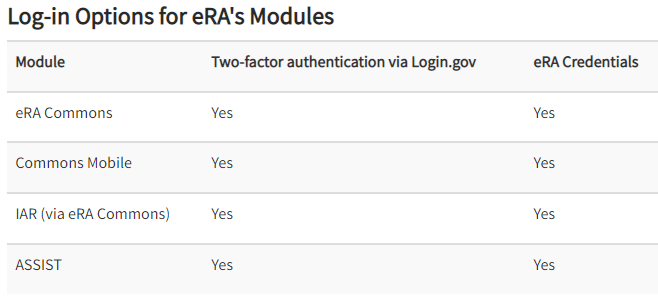 Log-in Options for eRA's Modules
Module Two-factor authentication via Login.gov eRA Credentials
eRA Commons Yes Yes
Commons Mobile Yes Yes
IAR (via eRA Commons) Yes Yes
ASSIST Yes Yes